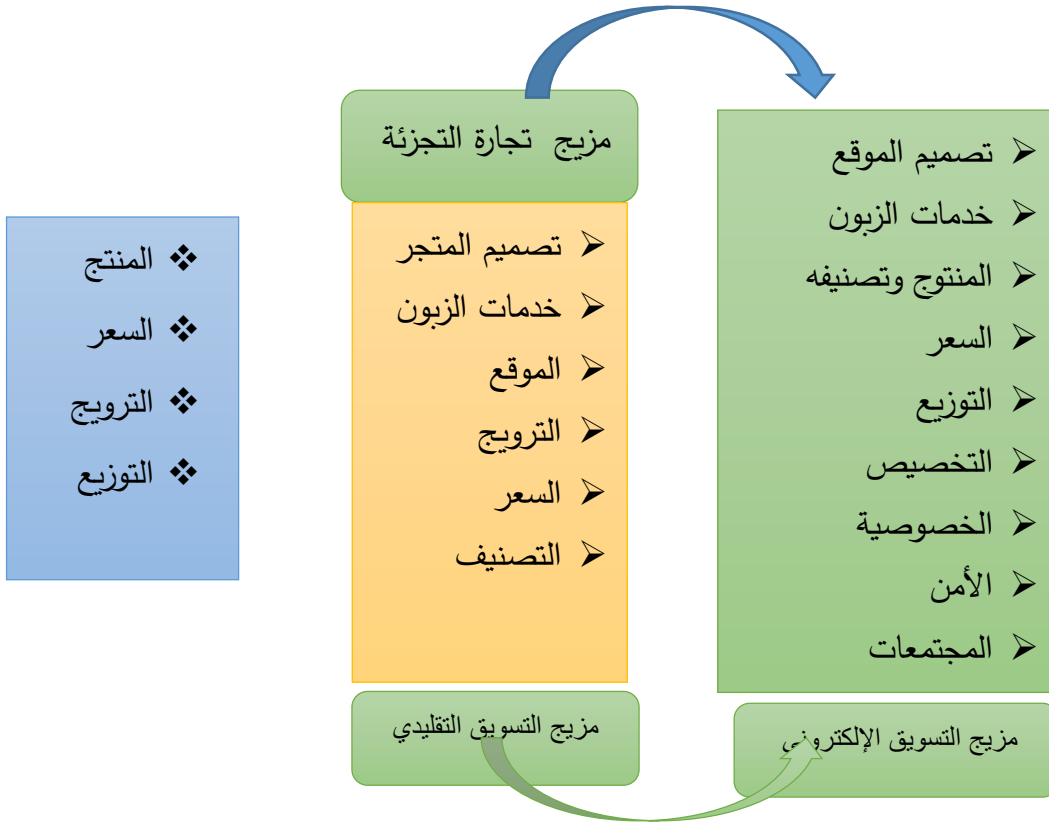 مزيج تجارة التجزئة
تصميم الموقع
خدمات الزبون
المنتوج وتصنيفه
السعر
التوزيع
التخصيص
الخصوصية
الأمن
المجتمعات
تصميم المتجر
خدمات الزبون
الموقع
الترويج
السعر
التصنيف
المنتج
السعر
الترويج
التوزيع
مزيج التسويق الإلكتروني
مزيج التسويق التقليدي